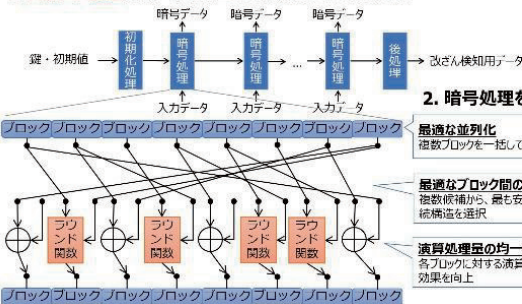 暗号データ 暗号データ 暗号データ
鍵・初期値 初期化処理 暗号処理 暗号処理 ... 暗号処理 後処理 改ざん検知用データ
入力データ 入力データ 入力データ
2. 暗号処理を
ブロック ブロック ブロック ブロック ブロック ブロック ブロック ブロック
最適な並列化
複数ブロックを一括して
最適なブロック間の
複数候補から、最も安
続構造を選択
ラウンド関数 ラウンド関数 ラウンド関数 ラウンド関数
演算処理量の均一
各ブロックに対する演算
効果を向上
ブロック ブロック ブロック ブロック ブロック ブロック ブロック ブロック